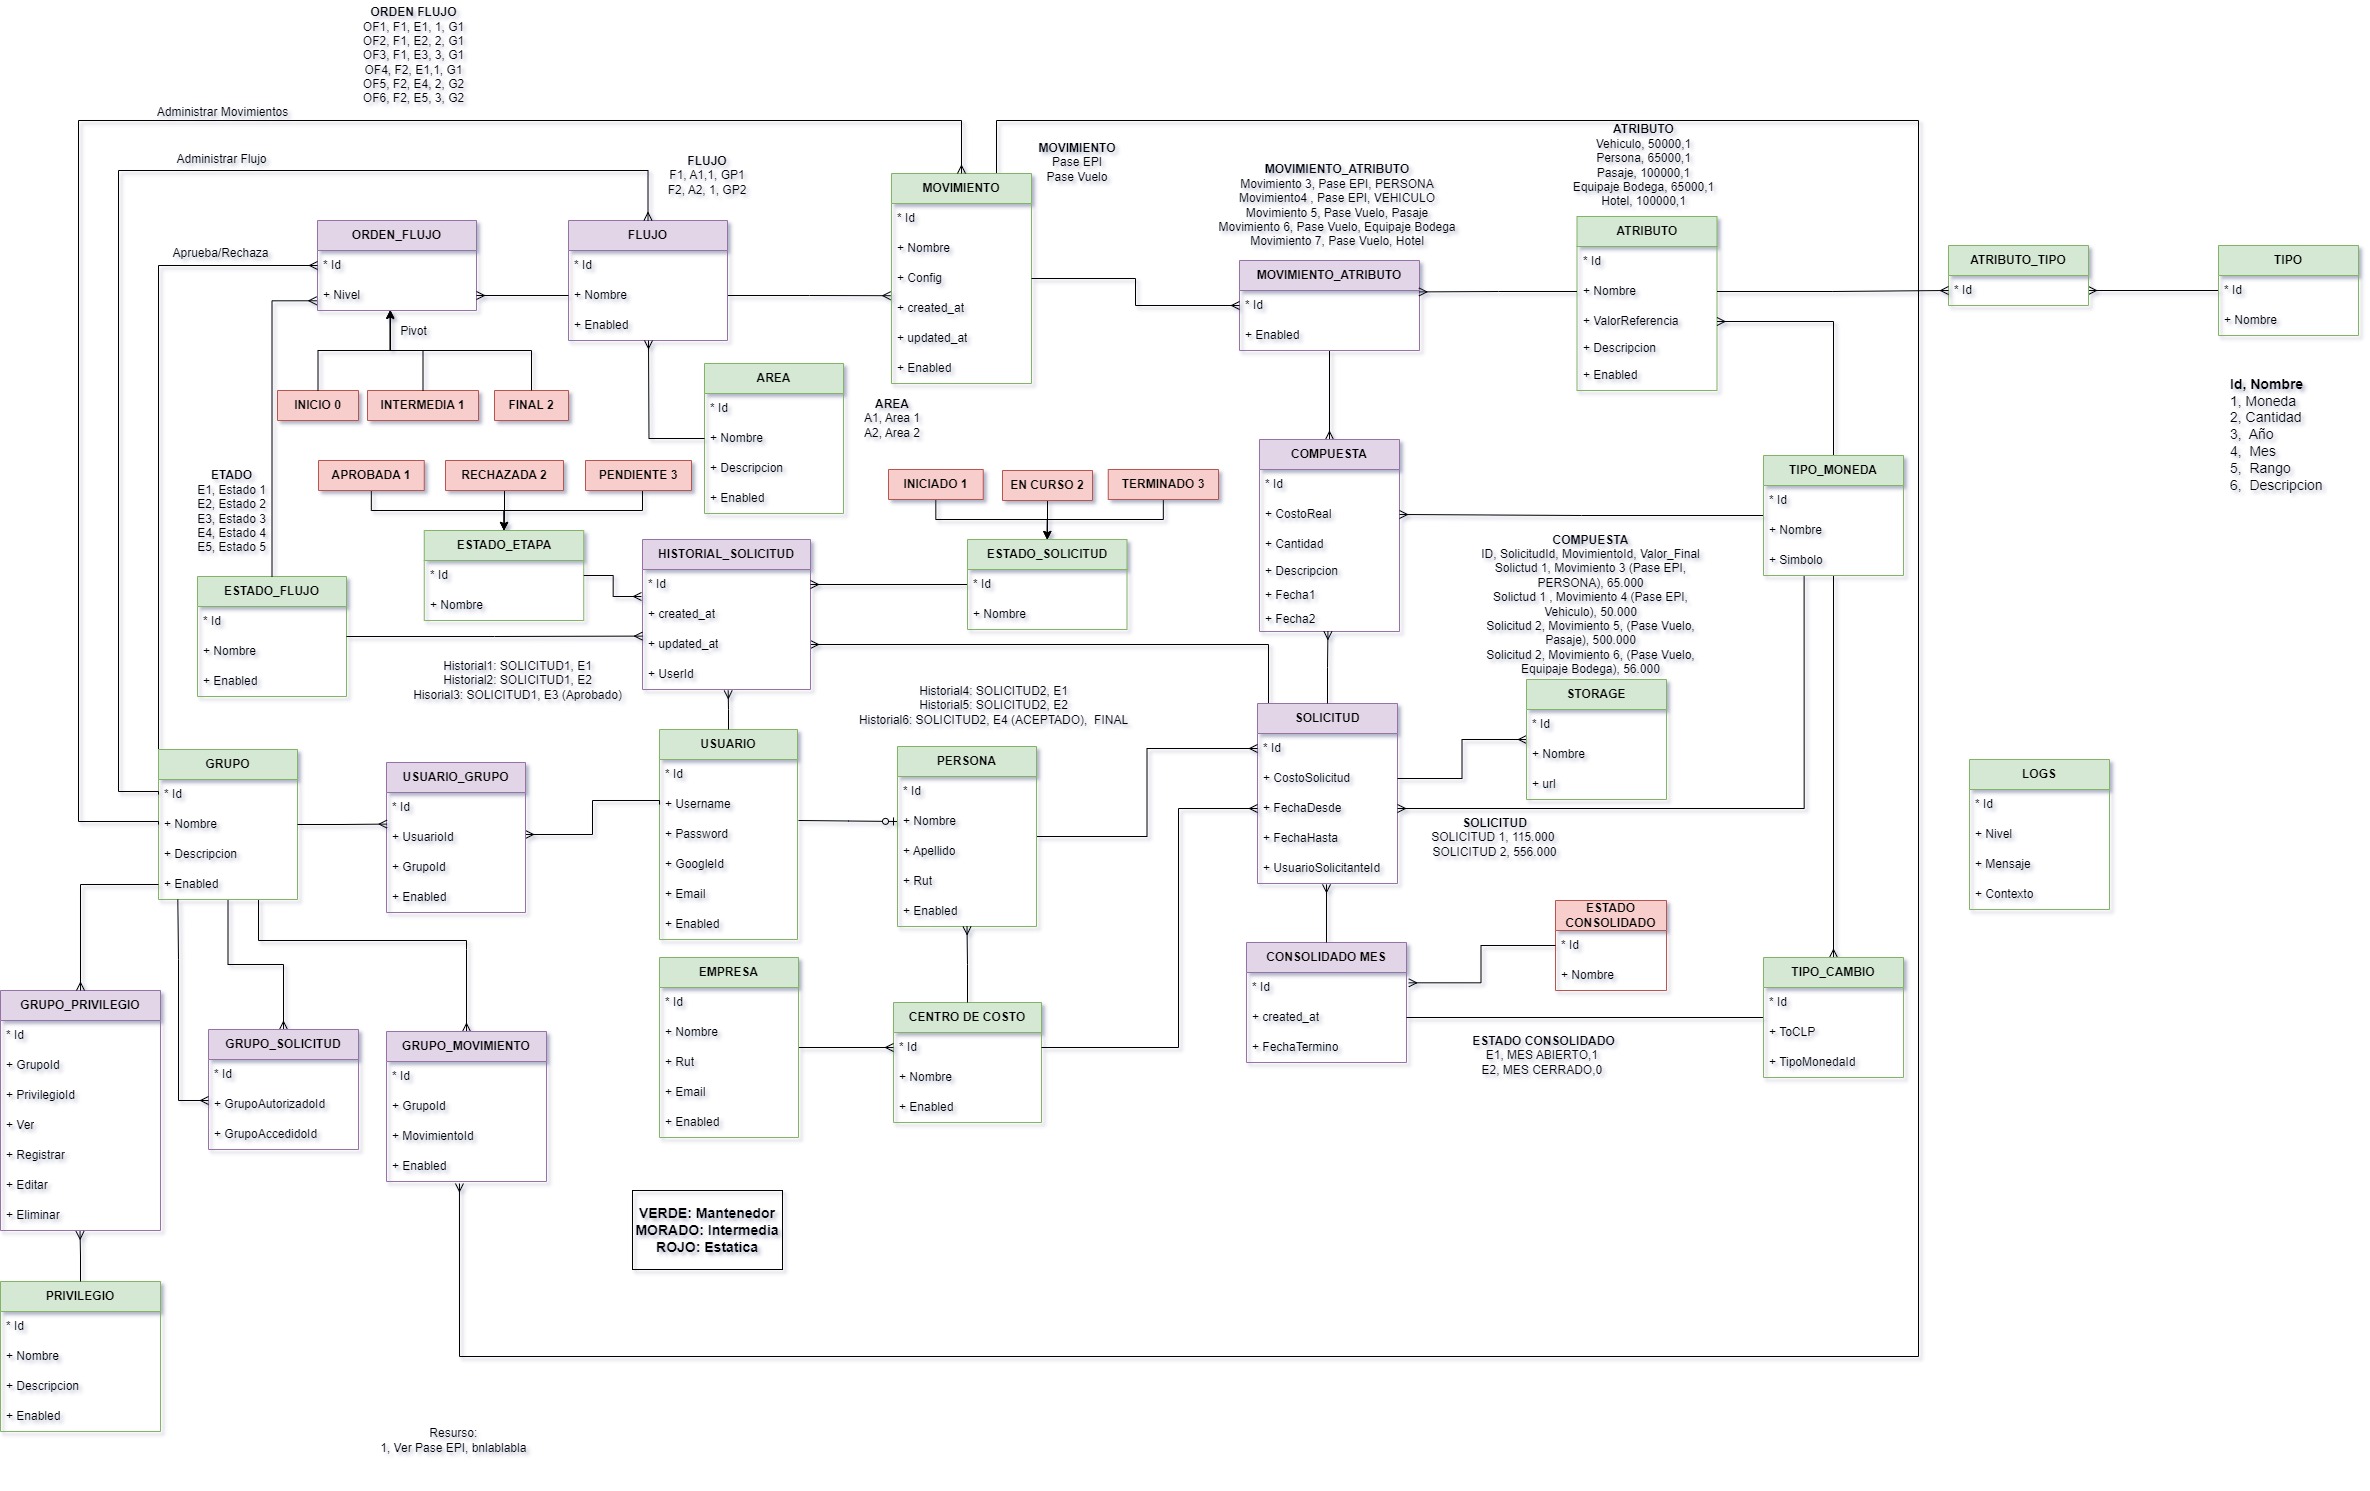 ORDEN FLUJO
OF1, F1, E1, 1, G1
OF2, F1, E2, 2, G1
OF3, F1, E3, 3, G1
OF4, F2, E1,1, G1
OF5, F2, E4, 2, G2
OF6, F2, E5, 3, G2
Administrar Movimientos
Administrar Flujo
Aprueba/Rechaza
FLUJO
F1, A1,1, GP1
F2, A2, 1, GP2
MOVIMIENTO
Pase EPI
Pase Vuelo
MOVIMIENTO_ATRIBUTO
Movimiento 3, Pase EPI, PERSONA
Movimiento4 , Pase EPI, VEHICULO
Movimiento 5, Pase Vuelo, Pasaje
Movimiento 6, Pase Vuelo, Equipaje Bodega
Movimiento 7, Pase Vuelo, Hotel
ATRIBUTO
Vehiculo, 50000,1
Persona, 65000,1
Pasaje, 100000,1
Equipaje Bodega, 65000,1
Hotel, 100000,1
ORDEN_FLUJO
* Id
+ Nivel
Pivot
FLUJO
* Id
+ Nombre
+ Enabled
MOVIMIENTO
* Id
+ Nombre
+ Config
+ created_at
+ updated_at
+ Enabled
MOVIMIENTO_ATRIBUTO
* Id
+ Enabled
ATRIBUTO
* Id
+ Nombre
+ ValorReferencia
+ Descripcion
+ Enabled
ATRIBUTO_TIPO
* Id
TIPO
* Id
+ Nombre
Id, Nombre
1, Moneda
2, Cantidad
3,  Año
4,  Mes
5,  Rango
6,  Descripcion
INICIO 0
INTERMEDIA 1
FINAL 2
AREA
* Id
+ Nombre
+ Descripcion
+ Enabled
AREA
A1, Area 1
A2, Area 2
ETADO
E1, Estado 1
E2, Estado 2
E3, Estado 3
E4, Estado 4
E5, Estado 5
APROBADA 1
RECHAZADA 2
PENDIENTE 3
INICIADO 1
EN CURSO 2
TERMINADO 3
COMPUESTA
* Id
+ CostoReal
+ Cantidad
+ Descripcion
+ Fecha1
+ Fecha2
TIPO_MONEDA
* Id
+ Nombre
+ Simbolo
ESTADO_ETAPA
* Id
+ Nombre
HISTORIAL_SOLICITUD
* Id
+ created_at
+ updated_at
+ UserId
ESTADO_SOLICITUD
* Id
+ Nombre
COMPUESTA
ID, SolicitudId, MovimientoId, Valor_Final
Solictud 1, Movimiento 3 (Pase EPI,
PERSONA), 65.000
Solictud 1 , Movimiento 4 (Pase EPI,
Vehiculo), 50.000
Solicitud 2, Movimiento 5, (Pase Vuelo,
Pasaje), 500.000
Solicitud 2, Movimiento 6, (Pase Vuelo,
Equipaje Bodega), 56.000
ESTADO_FLUJO
* Id
+ Nombre
+ Enabled
Historial1: SOLICITUD1, E1
Historial2: SOLICITUD1, E2
Hisorial3: SOLICITUD1, E3 (Aprobado)
Historial4: SOLICITUD2, E1
Historial5: SOLICITUD2, E2
Historial6: SOLICITUD2, E4 (ACEPTADO),  FINAL
STORAGE
* Id
+ Nombre
+ url
SOLICITUD
* Id
+ CostoSolicitud
+ FechaDesde
+ FechaHasta
+ UsuarioSolicitanteId
SOLICITUD
SOLICITUD 1, 115.000
SOLICITUD 2, 556.000
GRUPO
* Id
+ Nombre
+ Descripcion
+ Enabled
USUARIO_GRUPO
* Id
+ UsuarioId
+ GrupoId
+ Enabled
USUARIO
* Id
+ Username
+ Password
+ GoogleId
+ Email
+ Enabled
PERSONA
* Id
+ Nombre
+ Apellido
+ Rut
+ Enabled
LOGS
* Id
+ Nivel
+ Mensaje
+ Contexto
ESTADO
CONSOLIDADO
* Id
+ Nombre
CONSOLIDADO MES
* Id
+ created_at
+ FechaTermino
TIPO_CAMBIO
* Id
+ ToCLP
+ TipoMonedaId
ESTADO CONSOLIDADO
E1, MES ABIERTO,1
E2, MES CERRADO,0
EMPRESA
* Id
+ Nombre
+ Rut
+ Email
+ Enabled
CENTRO DE COSTO
* Id
+ Nombre
+ Enabled
GRUPO_PRIVILEGIO
* Id
+ GrupoId
+ PrivilegioId
+ Ver
+ Registrar
+ Editar
+ Eliminar
GRUPO_SOLICITUD
* Id
+ GrupoAutorizadoId
+ GrupoAccedidoId
GRUPO_MOVIMIENTO
* Id
+ GrupoId
+ MovimientoId
+ Enabled
VERDE: Mantenedor
MORADO: Intermedia
ROJO: Estatica
PRIVILEGIO
* Id
+ Nombre
+ Descripcion
+ Enabled
Resurso:
1, Ver Pase EPI, bnlablabla